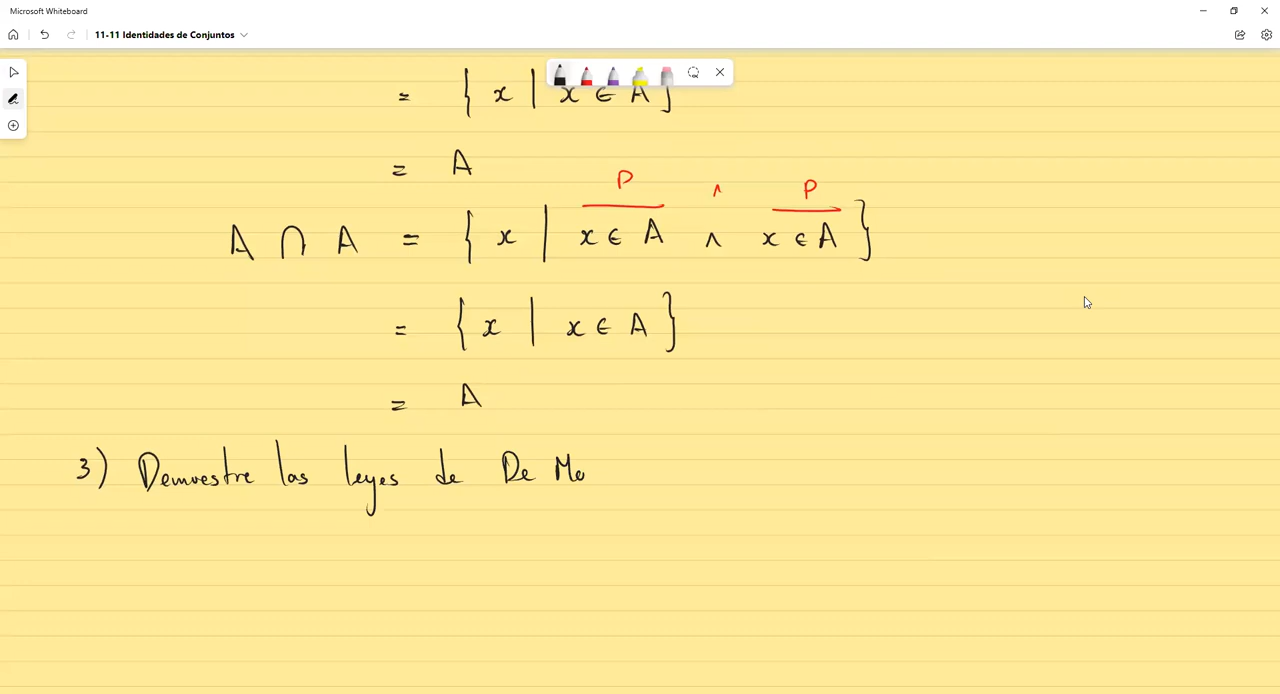 Microsoft Whiteboard
11-11 Identidades de Conjuntos
= { x | x ∈ A }
= A
P ∧ P
A ∩ A = { x | x ∈ A ∧ x ∈ A }
= { x | x ∈ A }
= A
3) Demuestre las leyes de De Mo